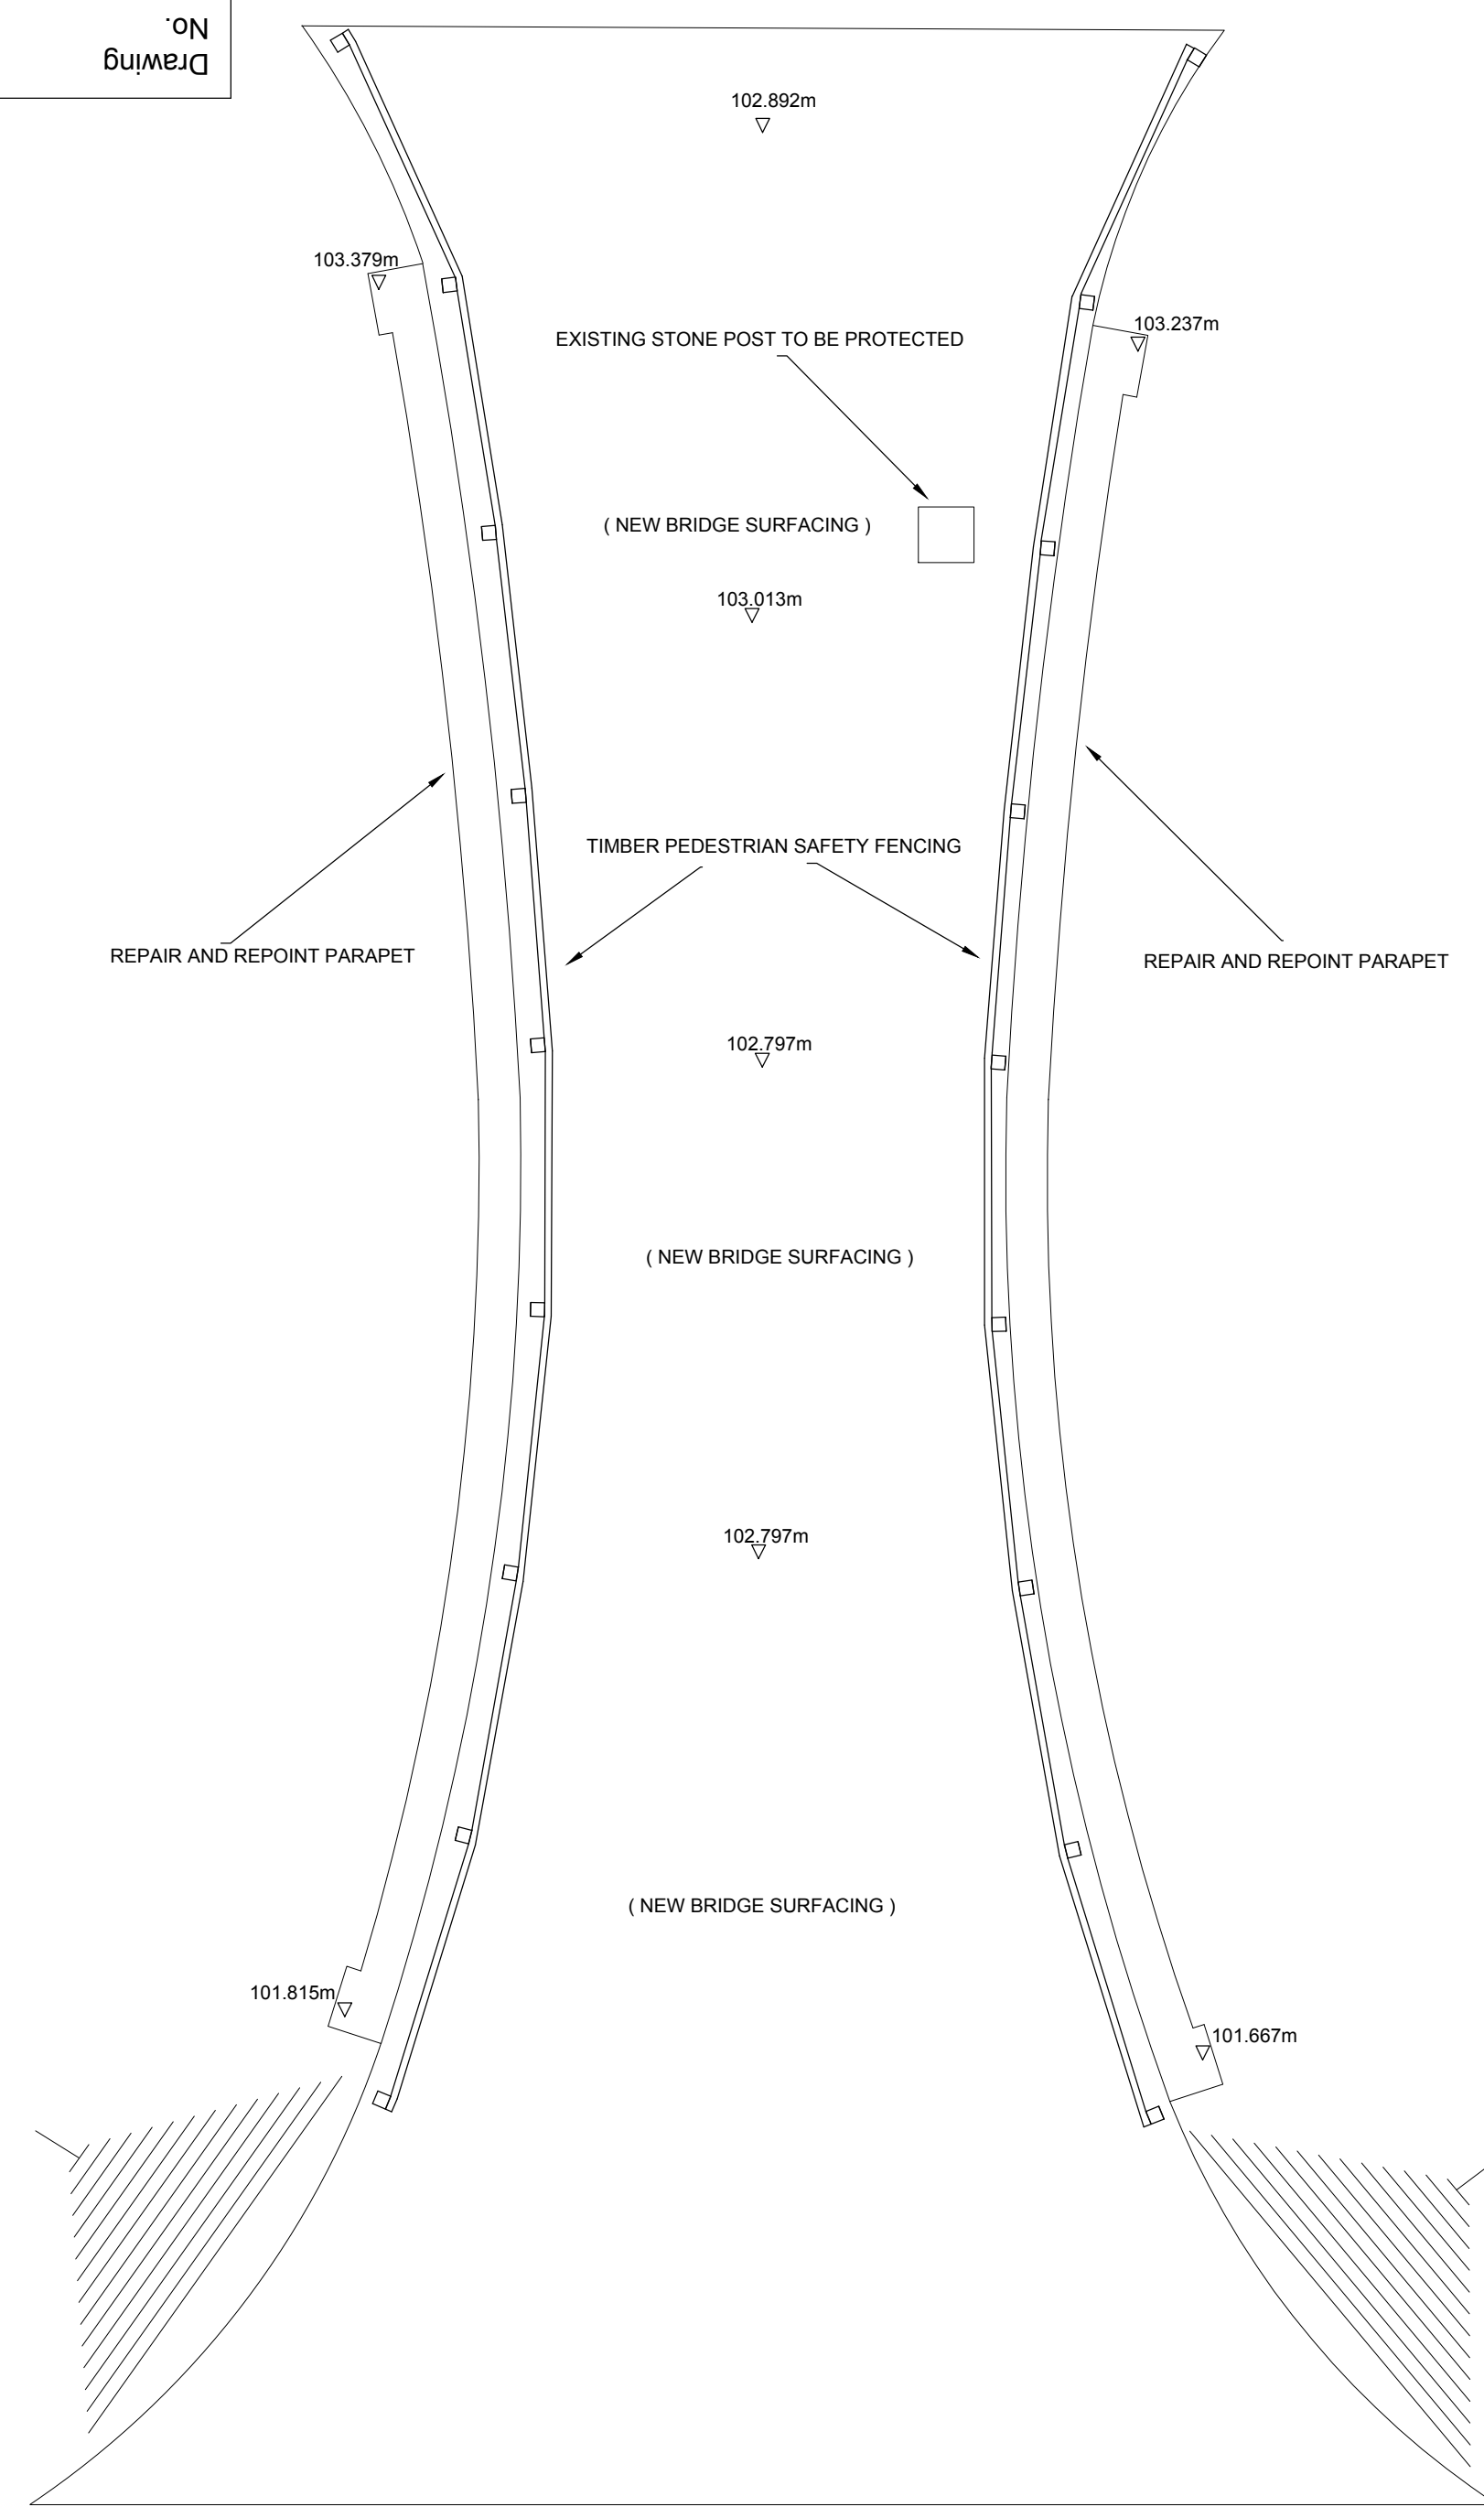 Drawing
No.
102.892m
103.379m
103.237m
EXISTING STONE POST TO BE PROTECTED
( NEW BRIDGE SURFACING )
103.013m
TIMBER PEDESTRIAN SAFETY FENCING
REPAIR AND REPOINT PARAPET
REPAIR AND REPOINT PARAPET
102.797m
( NEW BRIDGE SURFACING )
102.797m
( NEW BRIDGE SURFACING )
101.815m
101.667m